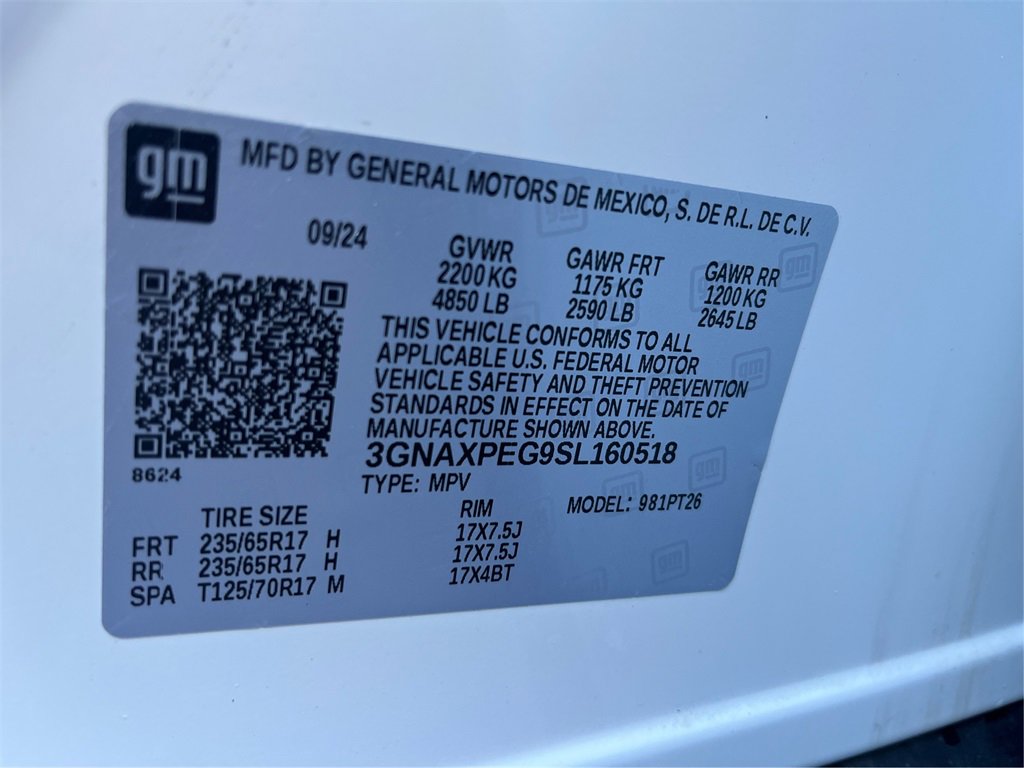 gm
MFD BY GENERAL MOTORS DE MEXICO, S. DE R.L. DE C.V.
09/24
GVWR GAWR FRT GAWR RR
2200 KG 1175 KG 1200 KG
4850 LB 2590 LB 2645 LB
THIS VEHICLE CONFORMS TO ALL
APPLICABLE U.S. FEDERAL MOTOR
VEHICLE SAFETY AND THEFT PREVENTION
STANDARDS IN EFFECT ON THE DATE OF
MANUFACTURE SHOWN ABOVE.
3GNAXPEG9SL160518
8624
TYPE: MPV
MODEL: 981PT26
TIRE SIZE RIM
FRT 235/65R17 H 17X7.5J
RR 235/65R17 H 17X7.5J
SPA T125/70R17 M 17X4BT